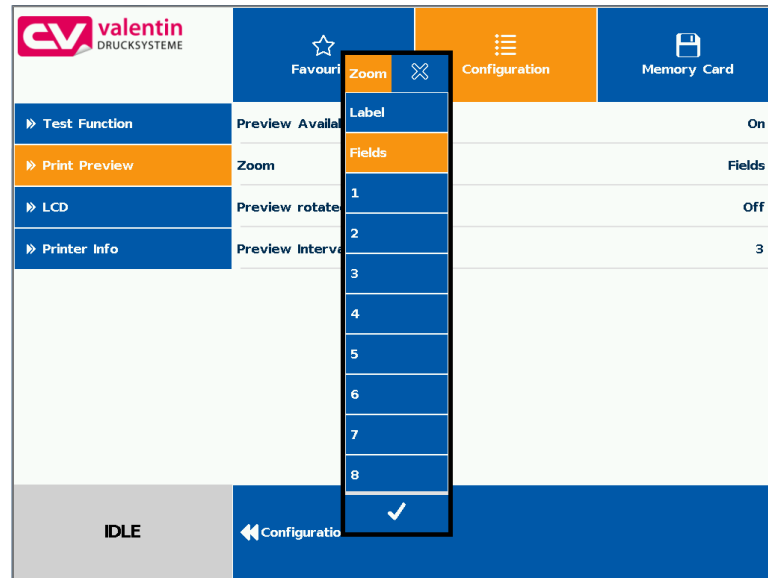 valentin
DRUCKSYSTEME
Favouri
Configuration
Memory Card
Zoom
Label
Fields
1
2
3
4
5
6
7
8
Test Function
Print Preview
LCD
Printer Info
Preview Availal
On
Zoom
Fields
Preview rotate
Off
Preview Interva
3
IDLE
Configuratio